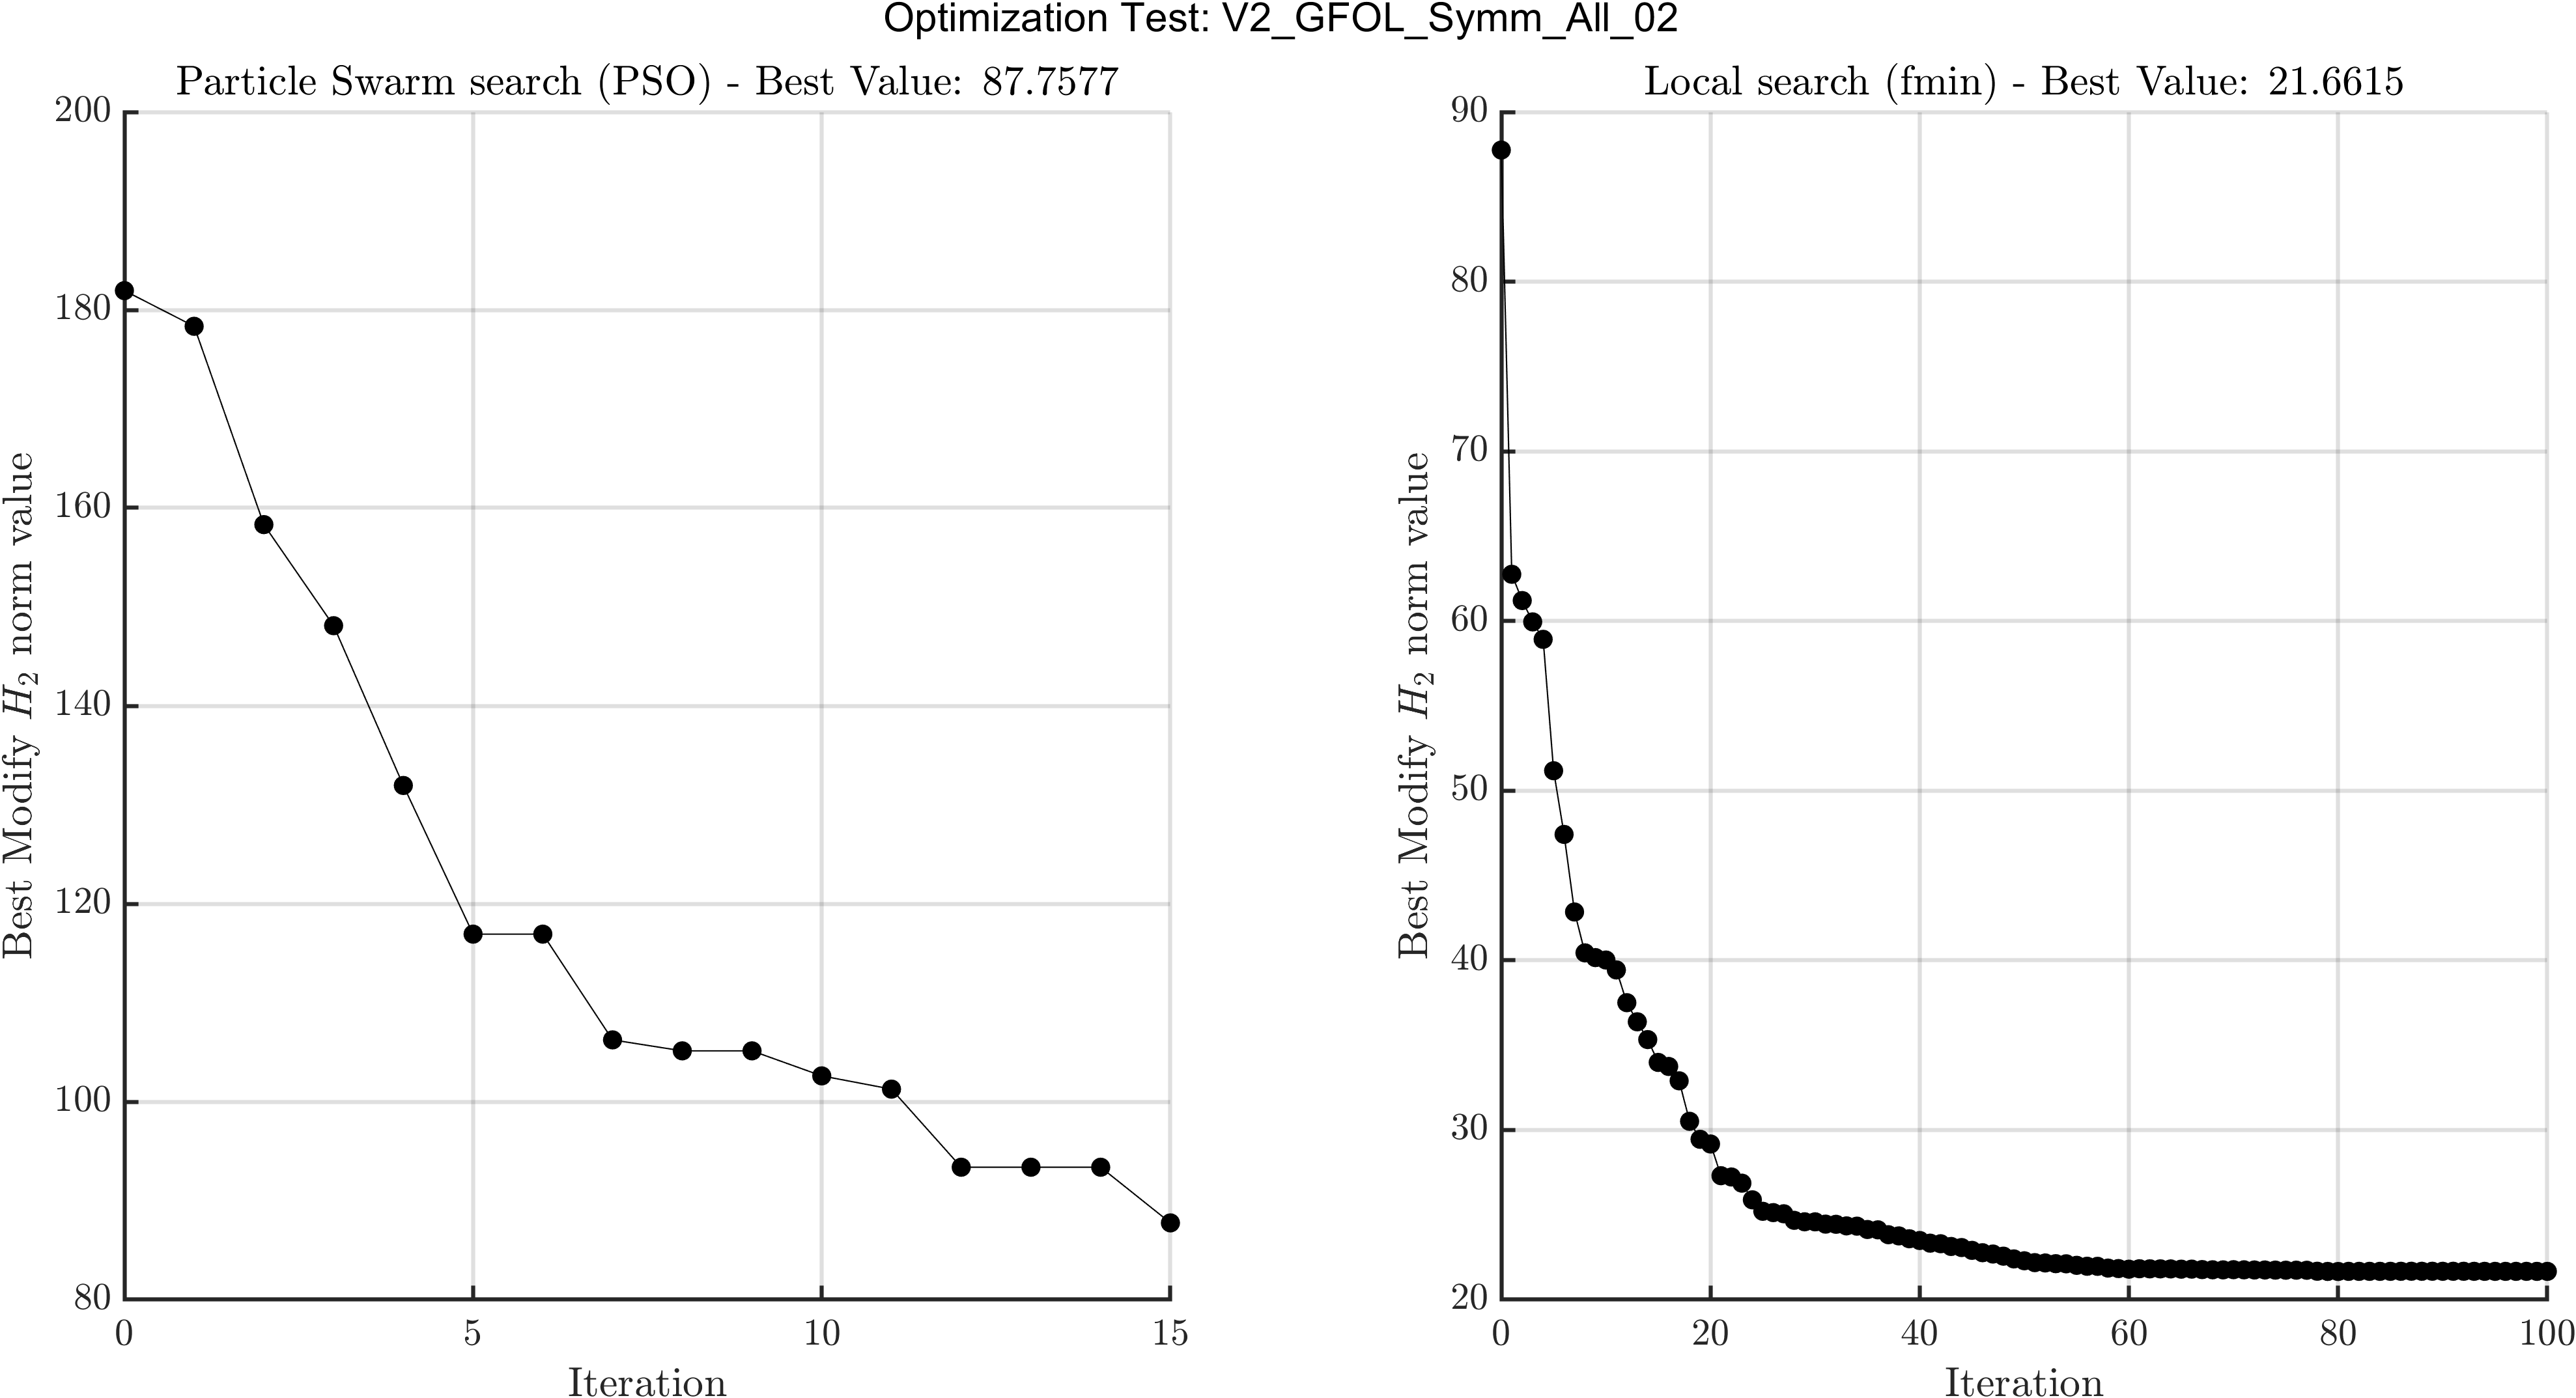 Optimization Test: V2_GFOL_Symm_All_02
Particle Swarm search (PSO) - Best Value: 87.7577
200
180
160
140
120
100
80
0 5 10 15
Iteration
Best Modify H₂ norm value
Local search (fmin) - Best Value: 21.6615
90
80
70
60
50
40
30
20
0 20 40 60 80 100
Iteration
Best Modify H₂ norm value